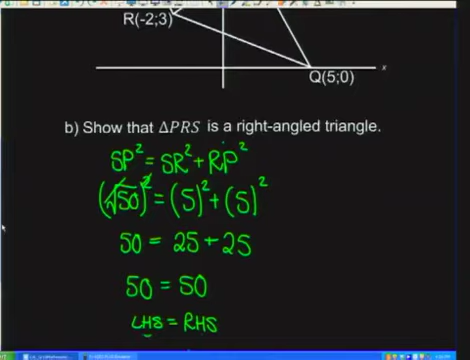 R(-2;3)
x
Q(5;0)
b) Show that ΔPRS is a right-angled triangle.
SP² = SR² + RP²
(√50)² = (5)² + (5)²
50 = 25 + 25
50 = 50
LHS = RHS